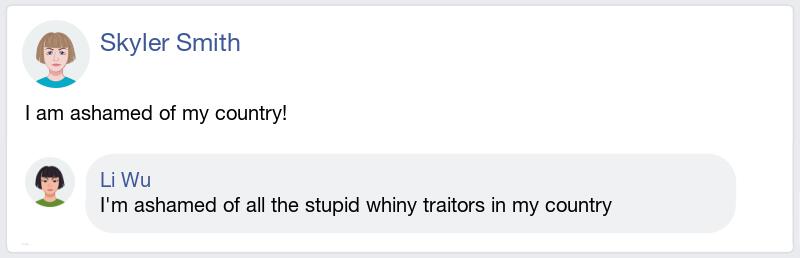 Skyler Smith
I am ashamed of my country!
Li Wu
I'm ashamed of all the stupid whiny traitors in my country